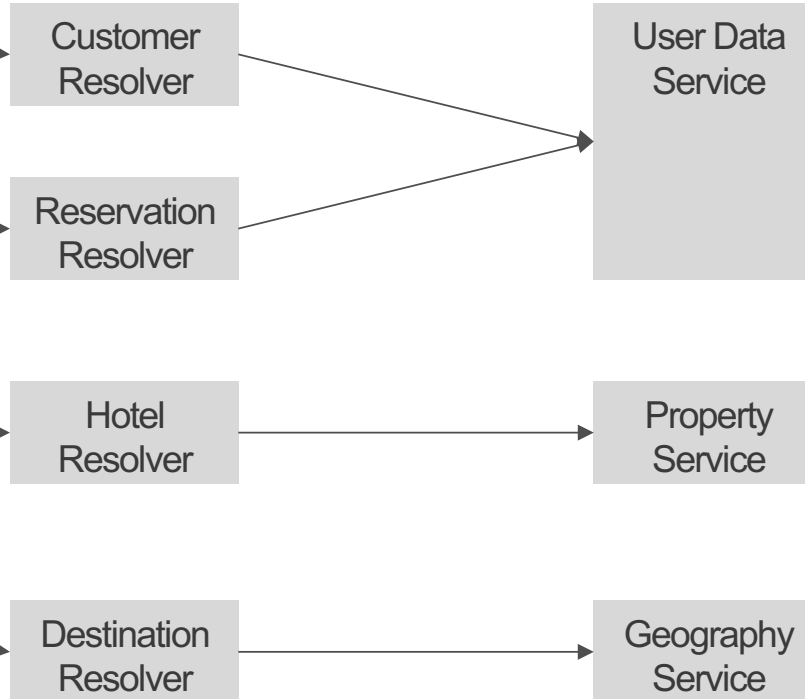 Customer
Resolver
User Data
Service
Reservation
Resolver
Hotel
Resolver
Property
Service
Destination
Resolver
Geography
Service